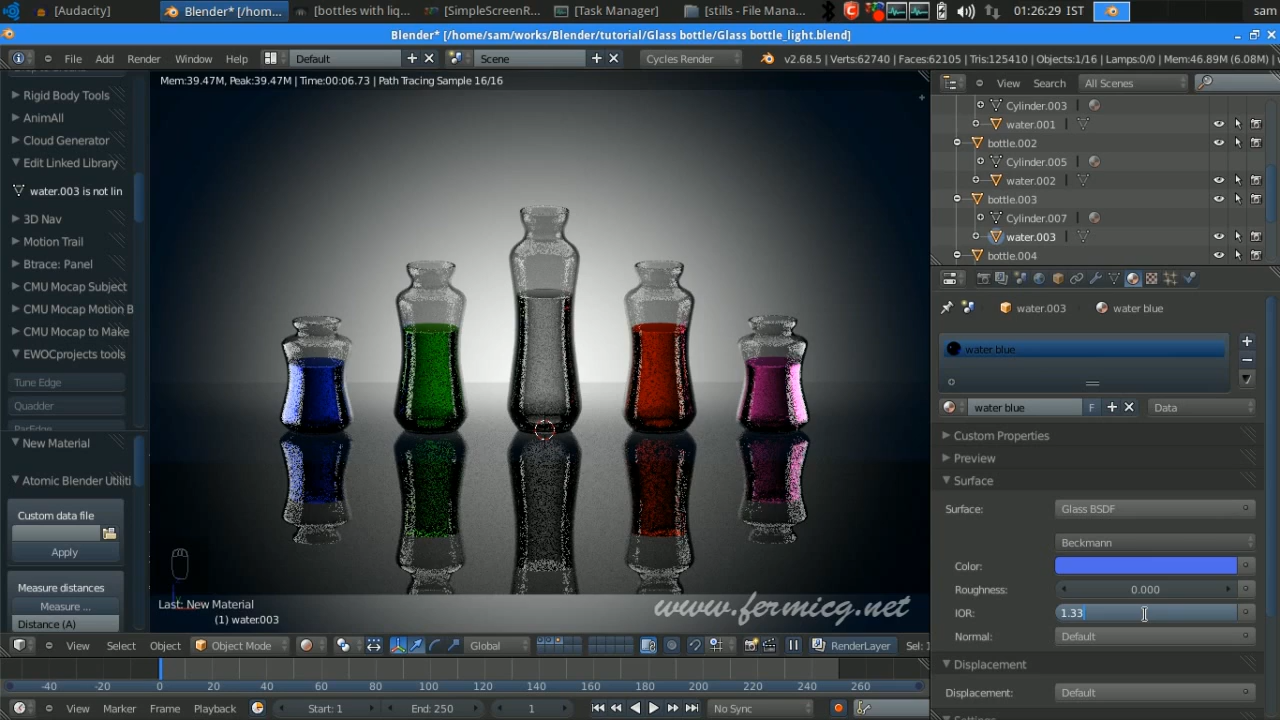 [Audacity]
Blender* [/hom...
[bottles with liq...
[SimpleScreenR...
[Task Manager]
[stills - File Mana...
01:26:29 IST
sam
Blender* [/home/sam/works/Blender/tutorial/Glass bottle/Glass bottle_light.blend]
File Add Render Window Help
Default
Scene
Cycles Render
v2.68.5 | Verts:62740 | Faces:62105 | Tris:125410 | Objects:1/16 | Lamps:0/0 | Mem:46.89M (6.08M) |
Mem:39.47M, Peak:39.47M | Time:00:06.73 | Path Tracing Sample 16/16
View Search All Scenes
Rigid Body Tools
AnimAll
Cloud Generator
Edit Linked Library
water.003 is not lin
3D Nav
Motion Trail
Btrace: Panel
CMU Mocap Subject
CMU Mocap Motion B
CMU Mocap to Make
EWOCprojects tools
Tune Edge
Quadder
New Material
Atomic Blender Utiliti
Custom data file
Apply
Measure distances
Measure ...
Distance (A)
Last: New Material
(1) water.003
www.fermicg.net
Cylinder.003
water.001
bottle.002
Cylinder.005
water.002
bottle.003
Cylinder.007
water.003
bottle.004
water.003
water blue
water blue
water blue
F
Data
Custom Properties
Preview
Surface
Surface: Glass BSDF
Beckmann
Color:
Roughness: 0.000
IOR: 1.33
Normal: Default
Displacement
Displacement: Default
View Select Object Object Mode Global RenderLayer Sel:
-40 -20 0 20 40 60 80 100 120 140 160 180 200 220 240 260
View Marker Frame Playback Start: 1 End: 250 1 No Sync